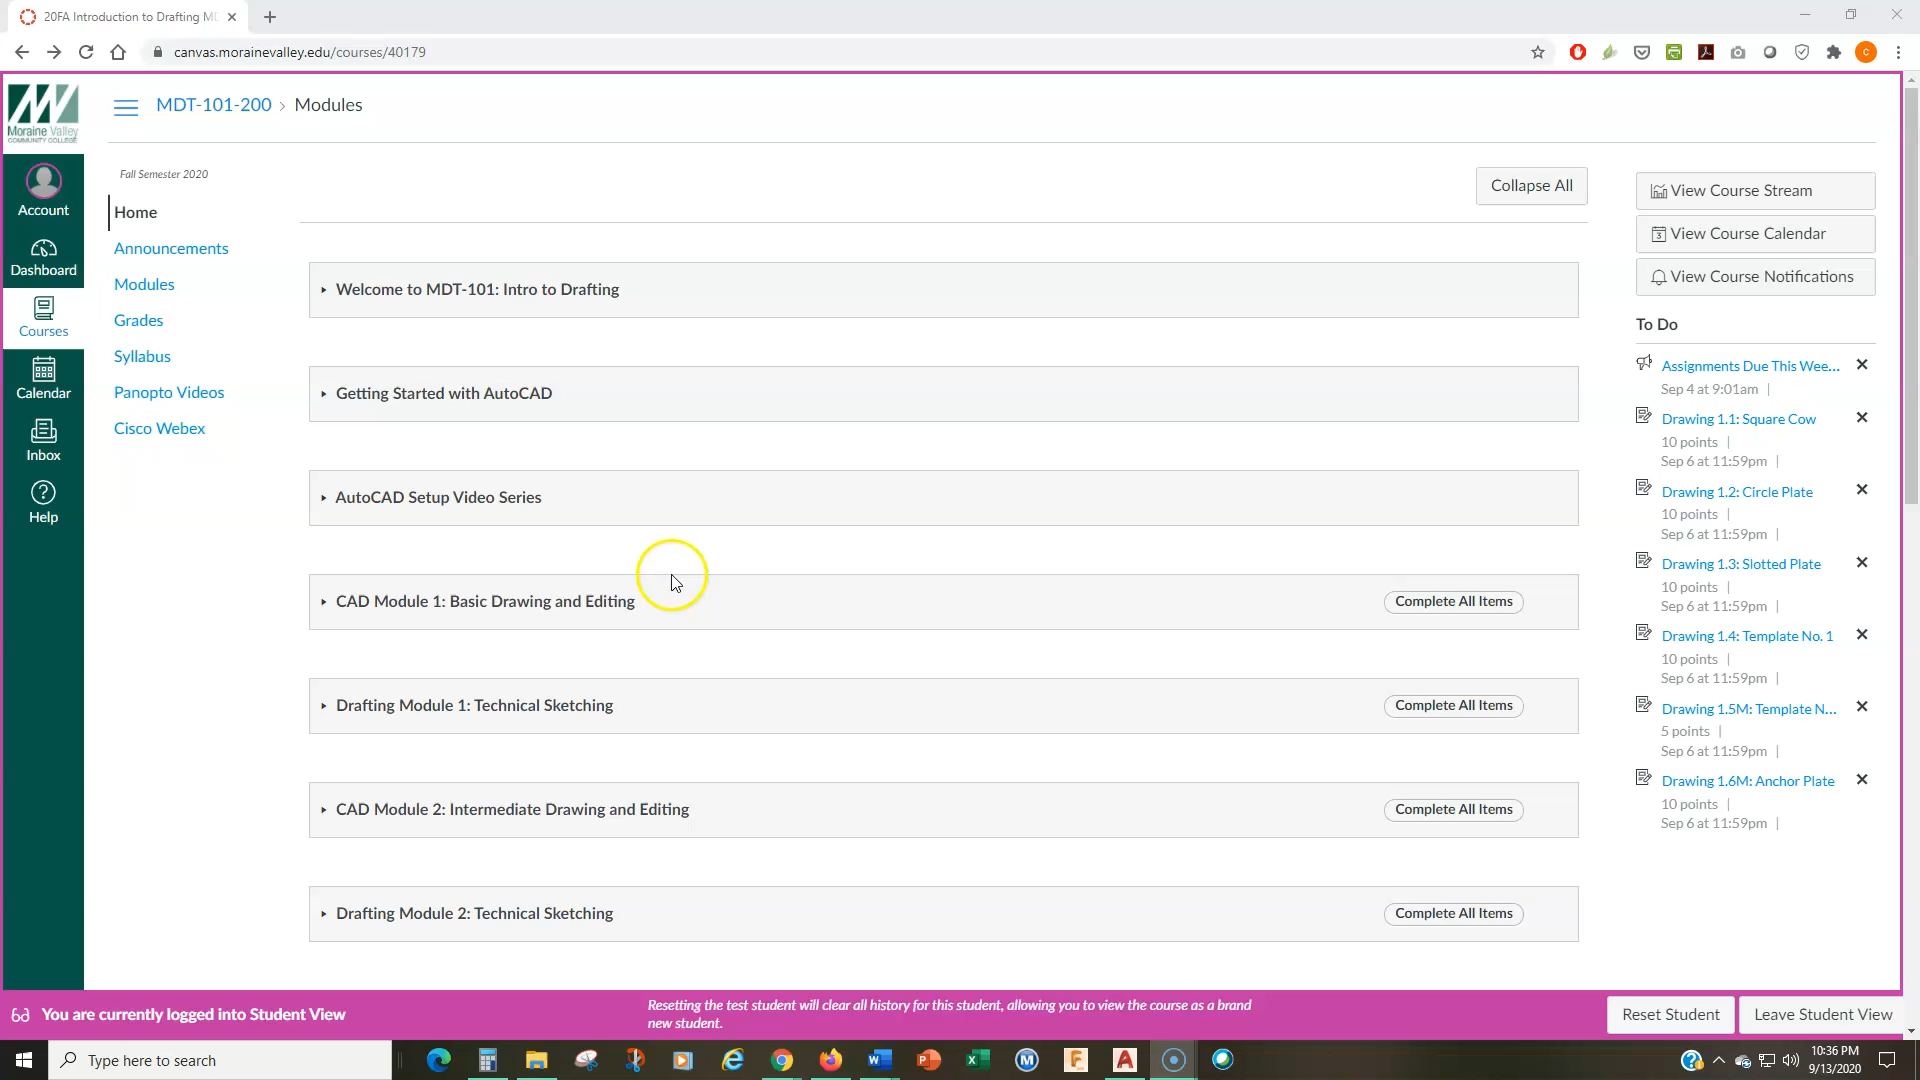 20FA Introduction to Drafting MD
canvas.morainevalley.edu/courses/40179
C
Moraine Valley
COMMUNITY COLLEGE
MDT-101-200 › Modules
Account
Dashboard
Courses
Calendar
Inbox
Help
Fall Semester 2020
Home
Announcements
Modules
Grades
Syllabus
Panopto Videos
Cisco Webex
Collapse All
Welcome to MDT-101: Intro to Drafting
Getting Started with AutoCAD
AutoCAD Setup Video Series
CAD Module 1: Basic Drawing and Editing
Complete All Items
Drafting Module 1: Technical Sketching
Complete All Items
CAD Module 2: Intermediate Drawing and Editing
Complete All Items
Drafting Module 2: Technical Sketching
Complete All Items
View Course Stream
View Course Calendar
View Course Notifications
To Do
Assignments Due This Wee...
Sep 4 at 9:01am |
Drawing 1.1: Square Cow
10 points |
Sep 6 at 11:59pm |
Drawing 1.2: Circle Plate
10 points |
Sep 6 at 11:59pm |
Drawing 1.3: Slotted Plate
10 points |
Sep 6 at 11:59pm |
Drawing 1.4: Template No. 1
10 points |
Sep 6 at 11:59pm |
Drawing 1.5M: Template N...
5 points |
Sep 6 at 11:59pm |
Drawing 1.6M: Anchor Plate
10 points |
Sep 6 at 11:59pm |
You are currently logged into Student View
Resetting the test student will clear all history for this student, allowing you to view the course as a brand
new student.
Reset Student
Leave Student View
Type here to search
10:36 PM
9/13/2020